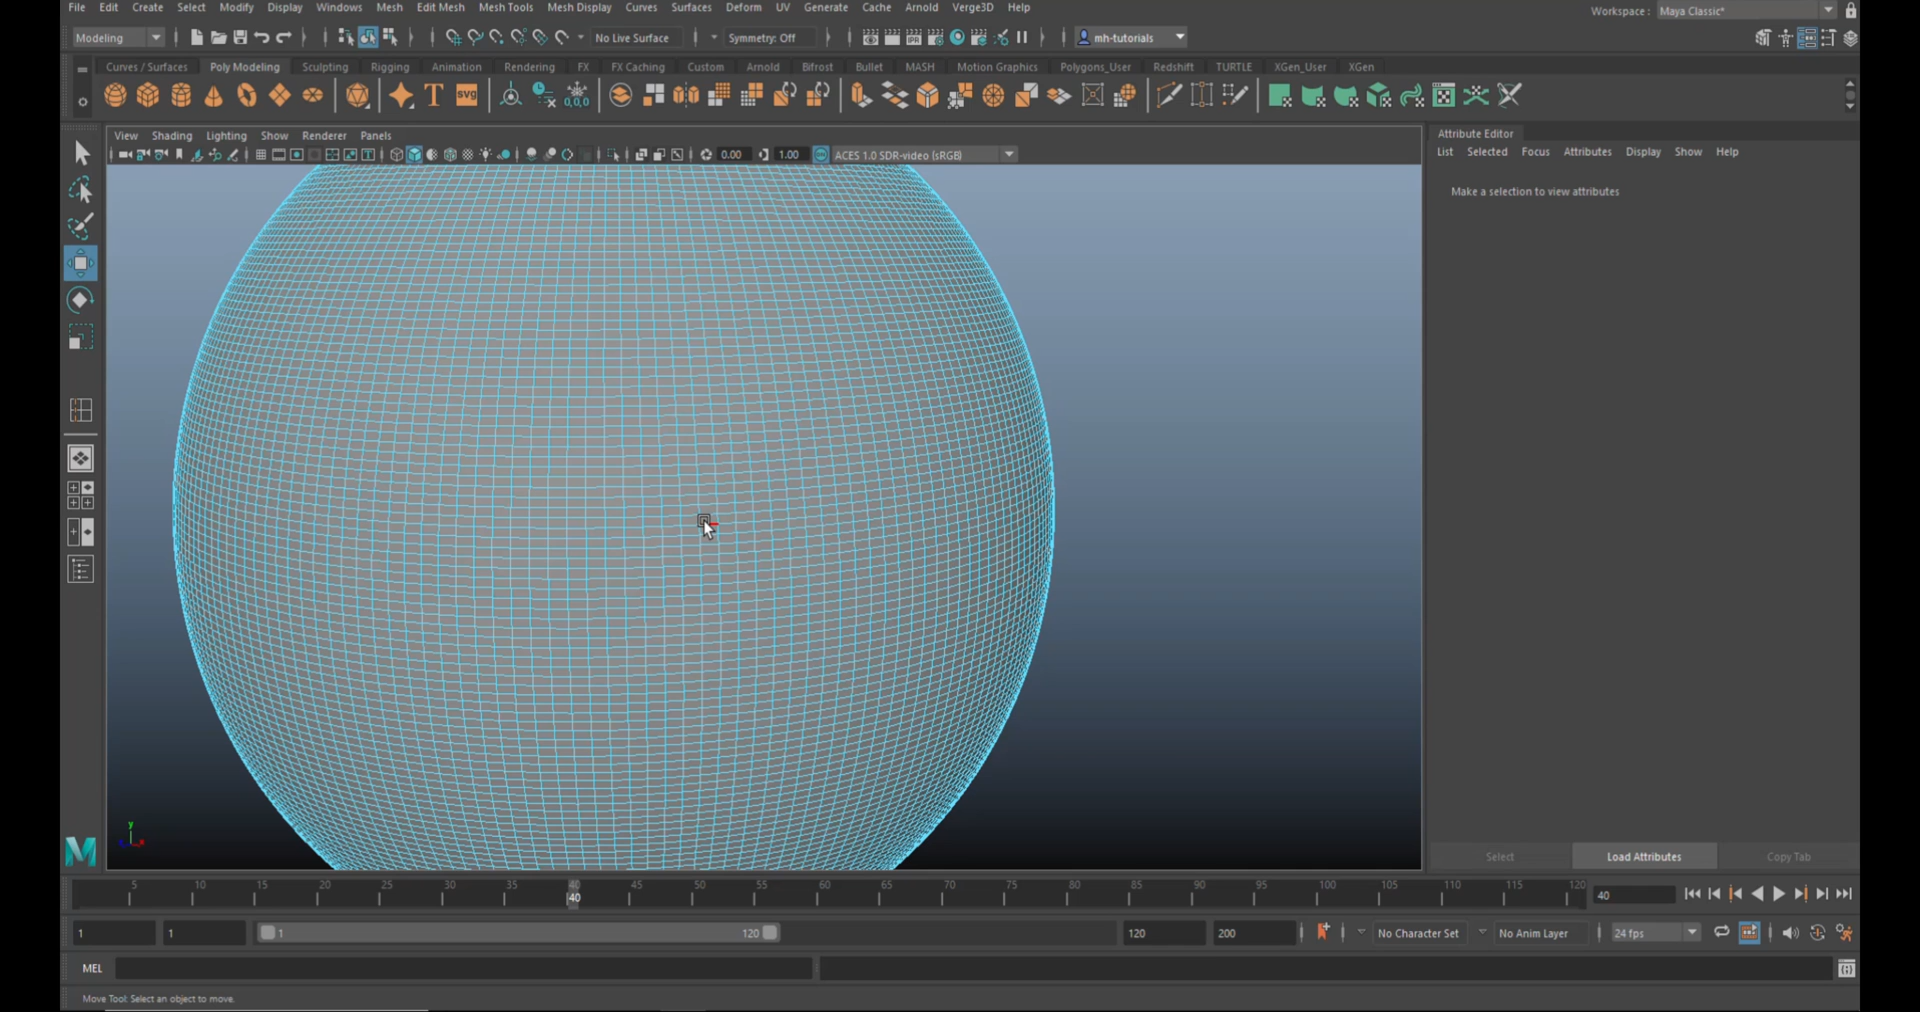 File Edit Create Select Modify Display Windows Mesh Edit Mesh Mesh Tools Mesh Display Curves Surfaces Deform UV Generate Cache Arnold Verge3D Help Workspace : Maya Classic*
Modeling No Live Surface Symmetry: Off IPR mh-tutorials
Curves / Surfaces Poly Modeling Sculpting Rigging Animation Rendering FX FX Caching Custom Arnold Bifrost Bullet MASH Motion Graphics Polygons_User Redshift TURTLE XGen_User XGen
T SVG 0,0,0
View Shading Lighting Show Renderer Panels
0.00 1.00 ACES 1.0 SDR-video (sRGB)
Attribute Editor
List Selected Focus Attributes Display Show Help
Make a selection to view attributes
y
x
M
Select Load Attributes Copy Tab
5 10 15 20 25 30 35 40 45 50 55 60 65 70 75 80 85 90 95 100 105 110 115 120
40 40
1 1 1 120 120 200 No Character Set No Anim Layer 24 fps
MEL
Move Tool: Select an object to move.